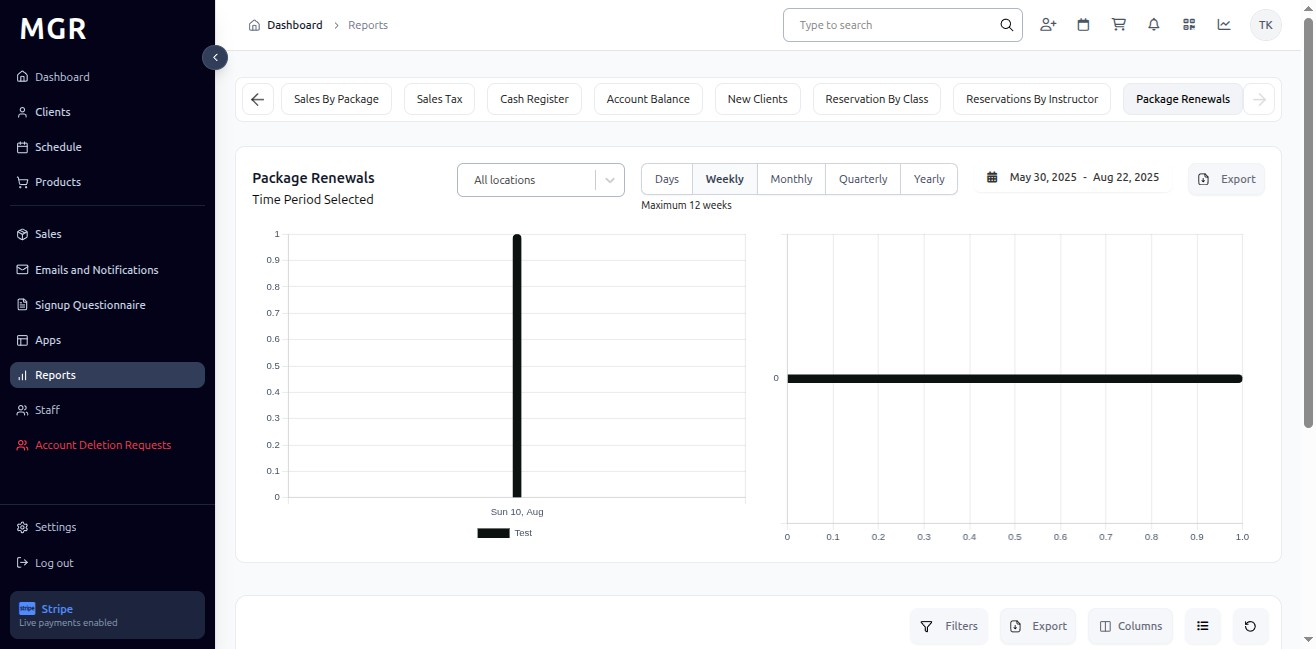 MGR
Dashboard
Clients
Schedule
Products
Sales
Emails and Notifications
Signup Questionnaire
Apps
Reports
Staff
Account Deletion Requests
Settings
Log out
stripe Stripe
Live payments enabled
Dashboard > Reports
Type to search
TK
Sales By Package Sales Tax Cash Register Account Balance New Clients Reservation By Class Reservations By Instructor Package Renewals
Package Renewals
Time Period Selected
All locations
Days Weekly Monthly Quarterly Yearly
Maximum 12 weeks
May 30, 2025 - Aug 22, 2025
Export
1
0.9
0.8
0.7
0.6
0.5
0.4
0.3
0.2
0.1
0
Sun 10, Aug
Test
0
0 0.1 0.2 0.3 0.4 0.5 0.6 0.7 0.8 0.9 1.0
Filters Export Columns